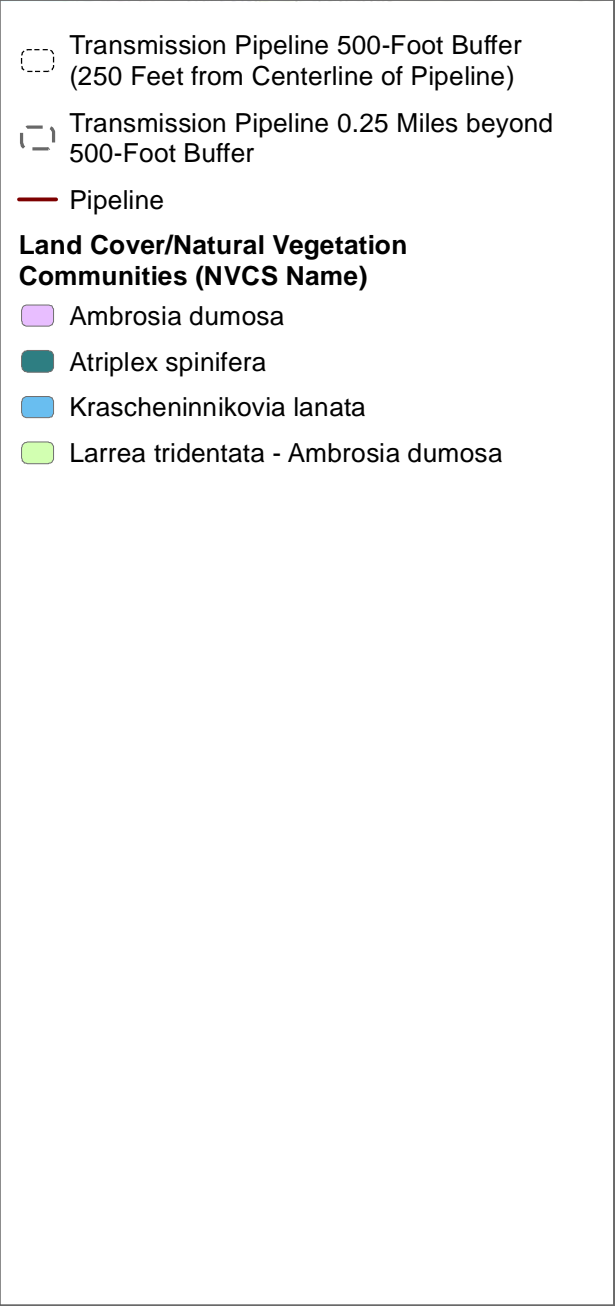 Transmission Pipeline 500-Foot Buffer
(250 Feet from Centerline of Pipeline)
Transmission Pipeline 0.25 Miles beyond
500-Foot Buffer
Pipeline
Land Cover/Natural Vegetation
Communities (NVCS Name)
Ambrosia dumosa
Atriplex spinifera
Krascheninnikovia lanata
Larrea tridentata - Ambrosia dumosa